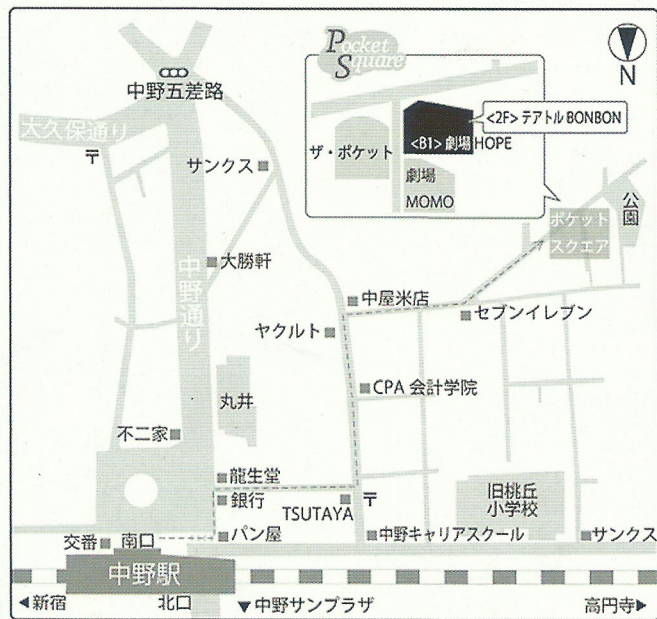 Pocket
Square
N
中野五差路
大久保通り
〒
サンクス
<2F> テアトル BONBON
ザ・ポケット
<B1> 劇場 HOPE
劇場
MOMO
公園
ポケット
スクエア
大勝軒
中野通り
中屋米店
セブンイレブン
ヤクルト
CPA 会計学院
丸井
不二家
龍生堂
銀行
TSUTAYA
〒
旧桃丘
小学校
交番
南口
パン屋
中野キャリアスクール
サンクス
中野駅
◀新宿
北口
▼中野サンプラザ
高円寺▶